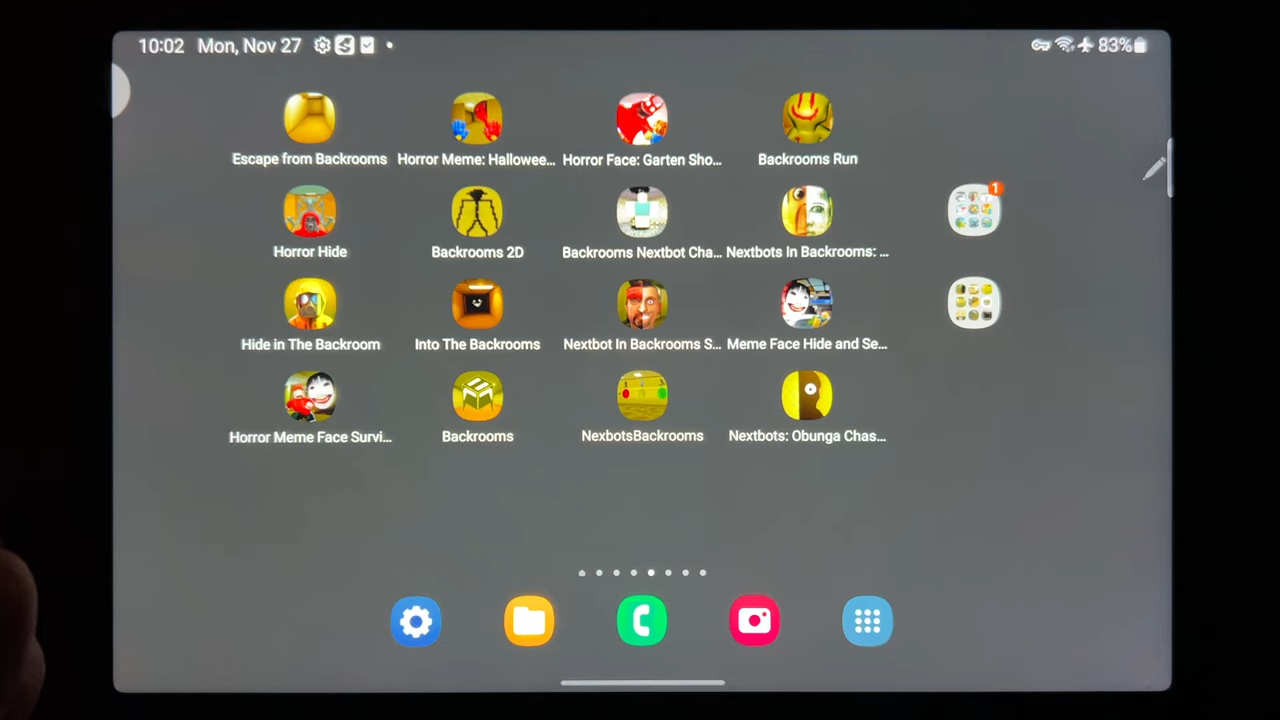 10:02 Mon, Nov 27 83%
Escape from Backrooms Horror Meme: Hallowee... Horror Face: Garten Sho... Backrooms Run
1
Horror Hide Backrooms 2D Backrooms Nextbot Cha... Nextbots In Backrooms: ...
Hide in The Backroom Into The Backrooms Nextbot In Backrooms S... Meme Face Hide and Se...
Horror Meme Face Survi... Backrooms NexbotsBackrooms Nextbots: Obunga Chas...